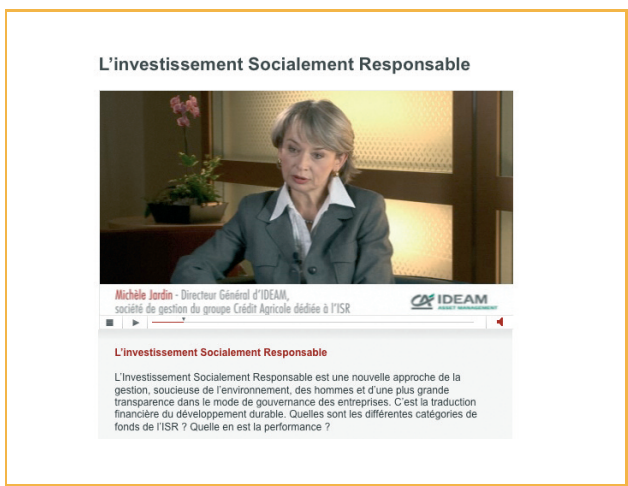 L'investissement Socialement Responsable
Michèle Jardin - Directeur Général d'IDEAM,
société de gestion du groupe Crédit Agricole dédiée à l'ISR
CA IDEAM
ASSET MANAGEMENT
L'investissement Socialement Responsable
L'Investissement Socialement Responsable est une nouvelle approche de la
gestion, soucieuse de l'environnement, des hommes et d'une plus grande
transparence dans le mode de gouvernance des entreprises. C'est la traduction
financière du développement durable. Quelles sont les différentes catégories de
fonds de l'ISR ? Quelle en est la performance ?